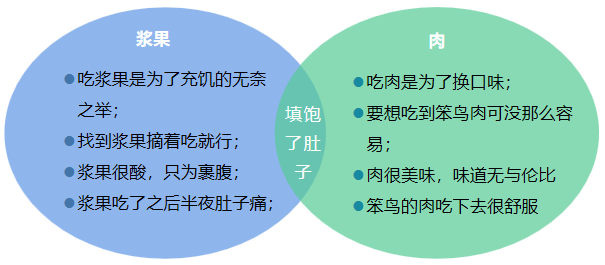 浆果
吃浆果是为了充饥的无奈
之举；
找到浆果摘着吃就行；
浆果很酸，只为裹腹；
浆果吃了之后半夜肚子痛；
填饱
了肚
子
肉
吃肉是为了换口味；
要想吃到笨鸟肉可没那么容
易；
肉很美味，味道无与伦比
笨鸟的肉吃下去很舒服